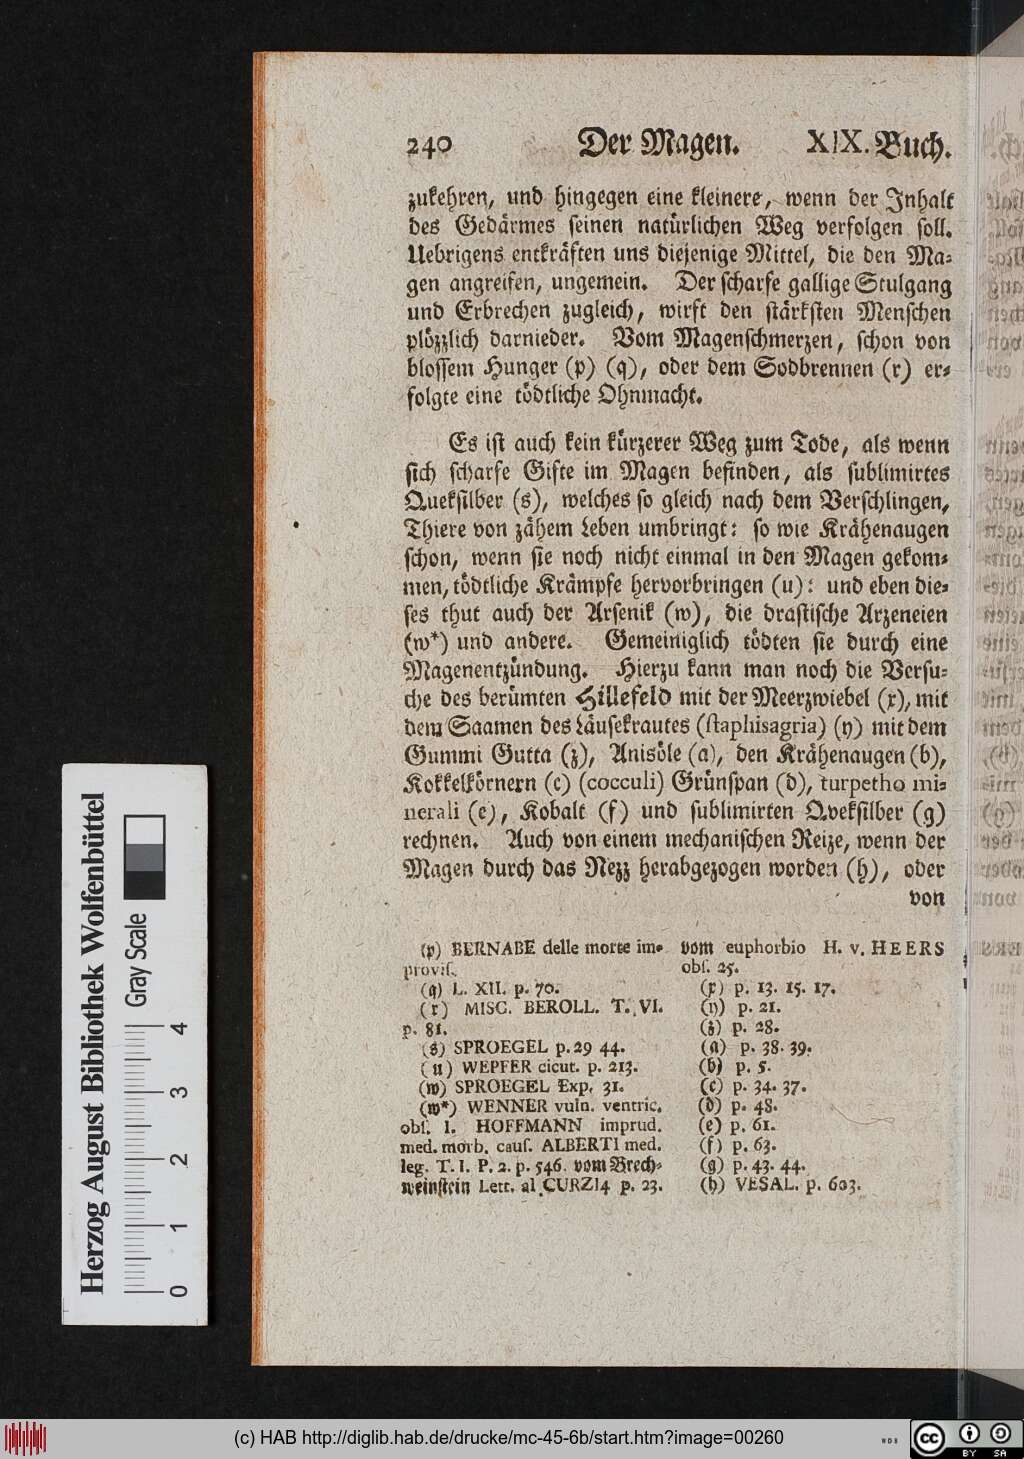 240 Der Magen. XIX. Buch.
zukehren, und hingegen eine kleinere, wenn der Inhalt
des Gedärmes seinen natürlichen Weg verfolgen soll.
Uebrigens entkräften uns diejenige Mittel, die den Ma-
gen angreifen, ungemein. Der scharfe gallige Stulgang
und Erbrechen zugleich, wirft den stärksten Menschen
plözzlich darnieder. Vom Magenschmerzen, schon von
blossem Hunger (p) (q), oder dem Sodbrennen (r) er-
folgte eine tödtliche Ohnmacht.
Es ist auch kein kürzerer Weg zum Tode, als wenn
sich scharfe Gifte im Magen befinden, als sublimirtes
Queksilber (s), welches so gleich nach dem Verschlingen,
Thiere von zähem Leben umbringt: so wie Krähenaugen
schon, wenn sie noch nicht einmal in den Magen gekom-
men, tödtliche Krämpfe hervorbringen (u): und eben die-
ses thut auch der Arsenik (w), die drastische Arzeneien
(w*) und andere. Gemeiniglich tödten sie durch eine
Magenentzündung. Hierzu kann man noch die Versu-
che des berümten Hillefeld mit der Meerzwiebel (x), mit
dem Saamen des Läusekrautes (staphisagria) (y) mit dem
Gummi Gutta (z), Anisöle (a), den Krähenaugen (b),
Kokkelkörnern (c) (cocculi) Grünspan (d), turpetho mi-
nerali (e), Kobalt (f) und sublimirten Qveksilber (g)
rechnen. Auch von einem mechanischen Reize, wenn der
Magen durch das Nezz herabgezogen worden (h), oder
von
(p) BERNABE delle morte im-
provis.
(q) L. XII. p. 70.
(r) MISC. BEROLL. T. VI.
p. 81.
(s) SPROEGEL p. 29 44.
(u) WEPFER cicut. p. 213.
(w) SPROEGEL Exp. 31.
(w*) WENNER vuln. ventric.
obs. 1. HOFFMANN imprud.
med. morb. caus. ALBERTI med.
leg. T. I. P. 2. p. 546. vom Brech-
weinstein Lett. al CURZI4 p. 23.
vom euphorbio H. v. HEERS
obs. 25.
(x) p. 13. 15. 17.
(y) p. 21.
(z) p. 28.
(a) p. 38. 39.
(b) p. 5.
(c) p. 34. 37.
(d) p. 48.
(e) p. 61.
(f) p. 63.
(g) p. 43. 44.
(h) VESAL. p. 603.
Herzog August Bibliothek Wolfenbüttel
Gray Scale
0 1 2 3 4
(c) HAB http://diglib.hab.de/drucke/mc-45-6b/start.htm?image=00260
WDB
cc BY SA